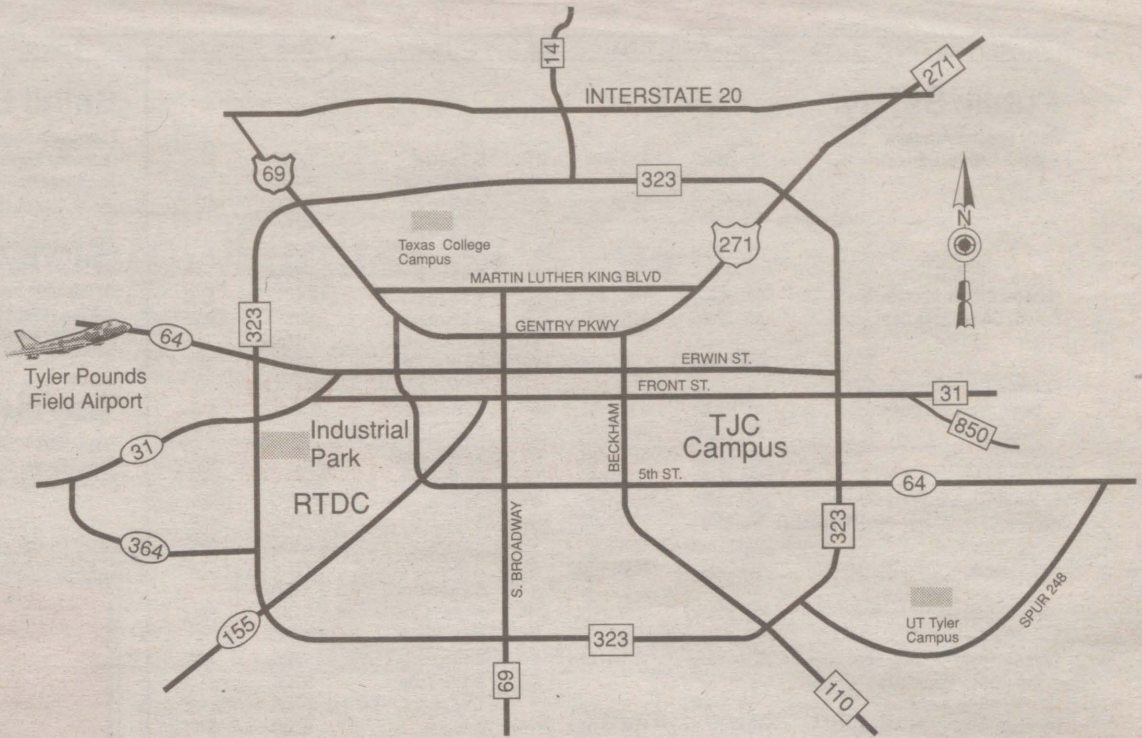 14
271
INTERSTATE 20
69
323
N
Texas College
Campus
271
MARTIN LUTHER KING BLVD
323
GENTRY PKWY
64
ERWIN ST.
Tyler Pounds
Field Airport
FRONT ST.
31
850
BECKHAM
TJC
Campus
Industrial
Park
31
5th ST.
64
RTDC
S. BROADWAY
323
364
SPUR 248
UT Tyler
Campus
155
323
69
110